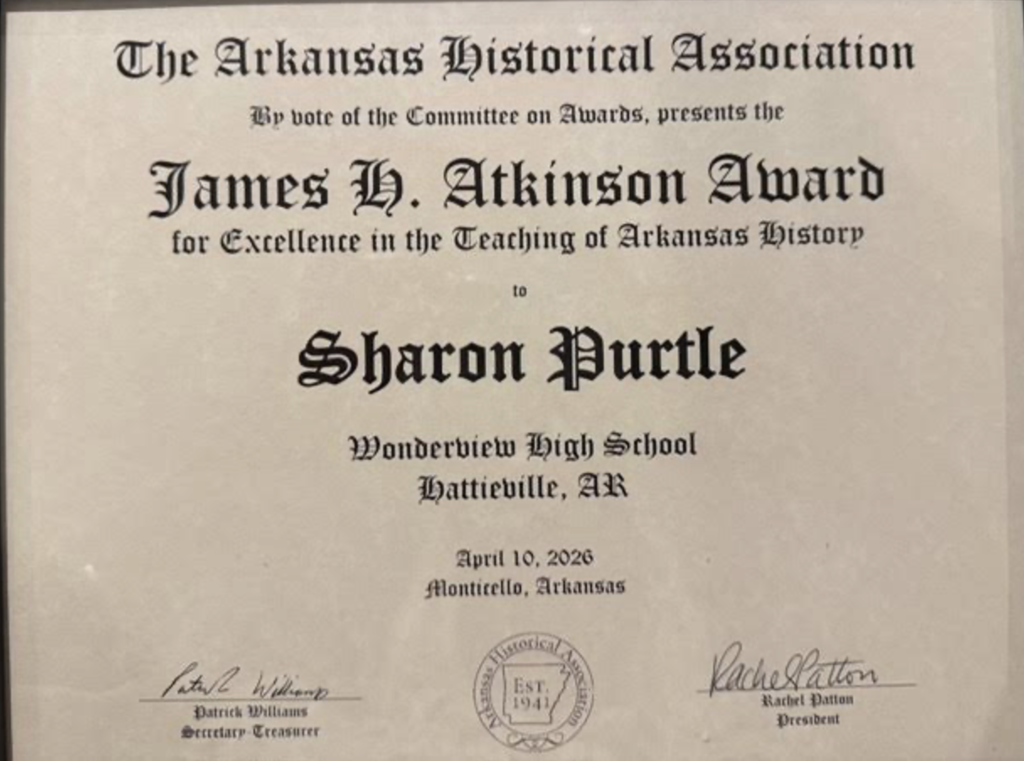 The Arkansas Historical Association
By vote of the Committee on Awards, presents the
James H. Atkinson Award
for Excellence in the Teaching of Arkansas History
to
Sharon Purtle
Wonderview High School
Hattieville, AR
April 10, 2026
Monticello, Arkansas
Patrick Williams
Patrick Williams
Secretary-Treasurer
Arkansas Historical Association
EST.
1941
Rachel Patton
Rachel Patton
President